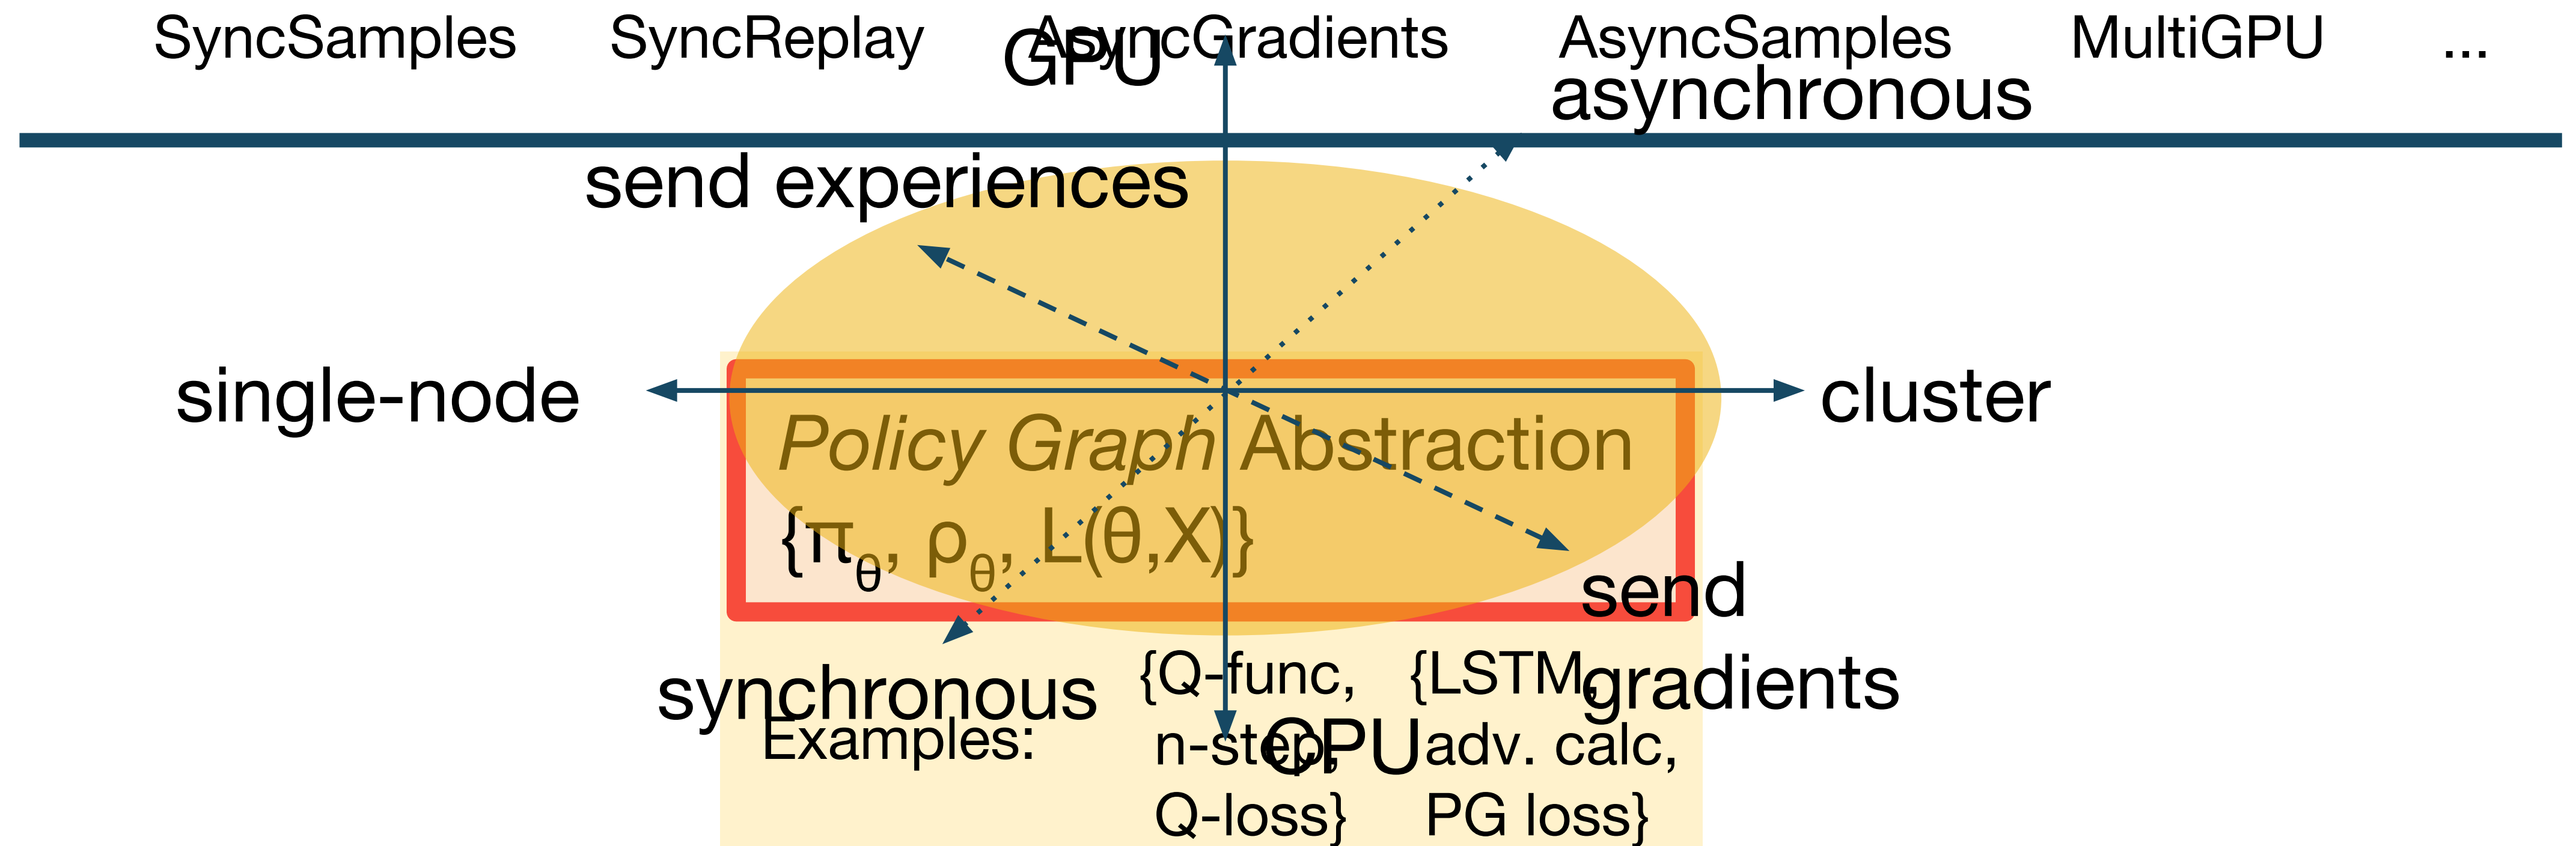 SyncSamples SyncReplay AsyncGradients AsyncSamples MultiGPU ...
GPU
asynchronous
send experiences
single-node
cluster
Policy Graph Abstraction
{πθ, ρθ, L(θ,X)}
send
gradients
synchronous
Examples:
{Q-func,
n-step,
Q-loss}
{LSTM,
adv. calc,
PG loss}
CPU